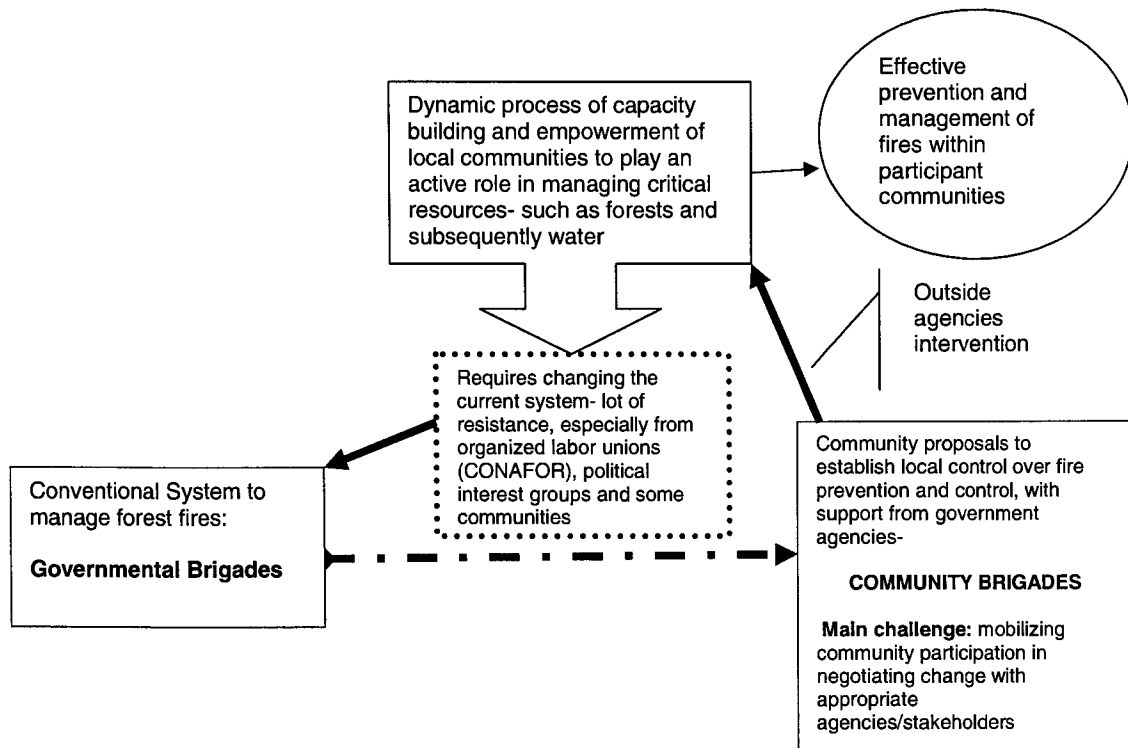 Dynamic process of capacity
building and empowerment of
local communities to play an
active role in managing critical
resources- such as forests and
subsequently water
Effective
prevention and
management of
fires within
participant
communities
Outside
agencies
intervention
Requires changing the
current system- lot of
resistance, especially from
organized labor unions
(CONAFOR), political
interest groups and some
communities
Conventional System to
manage forest fires:
Governmental Brigades
Community proposals to
establish local control over fire
prevention and control, with
support from government
agencies-
COMMUNITY BRIGADES
Main challenge: mobilizing
community participation in
negotiating change with
appropriate
agencies/stakeholders